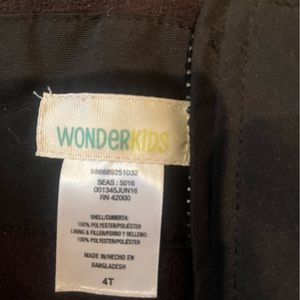 WONDERKIDS
888689251032
SEAS : 5016
001345JUN16
RN 42000
SHELL/CUBIERTA:
100% POLYESTER/POLIÉSTER
LINING & FILLER/FORRO Y RELLENO:
100% POLYESTER/POLIÉSTER
MADE IN/HECHO EN
BANGLADESH
4T